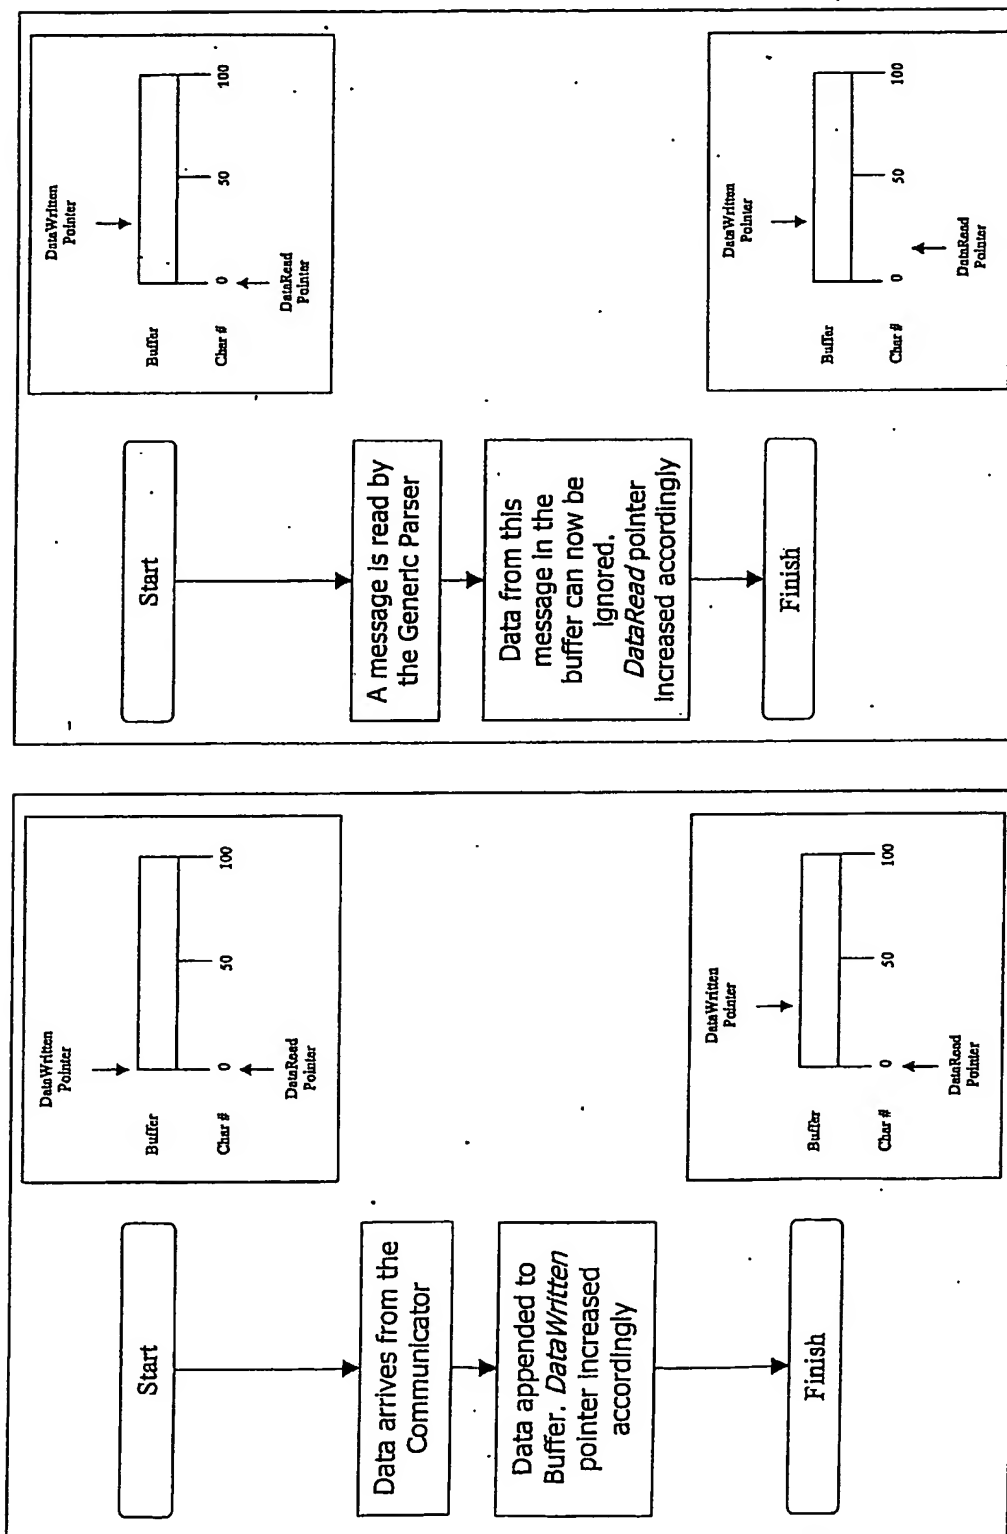 Start
Data arrives from the
Communicator
Data appended to
Buffer. DataWritten
pointer increased
accordingly
Finish
DataWritten
Pointer
Buffer
Char #
0
50
100
DataRead
Pointer
DataWritten
Pointer
Buffer
Char #
0
50
100
DataRead
Pointer
Start
A message is read by
the Generic Parser
Data from this
message in the
buffer can now be
ignored.
DataRead pointer
increased accordingly
Finish
DataWritten
Pointer
Buffer
Char #
0
50
100
DataRead
Pointer
DataWritten
Pointer
Buffer
Char #
0
50
100
DataRead
Pointer